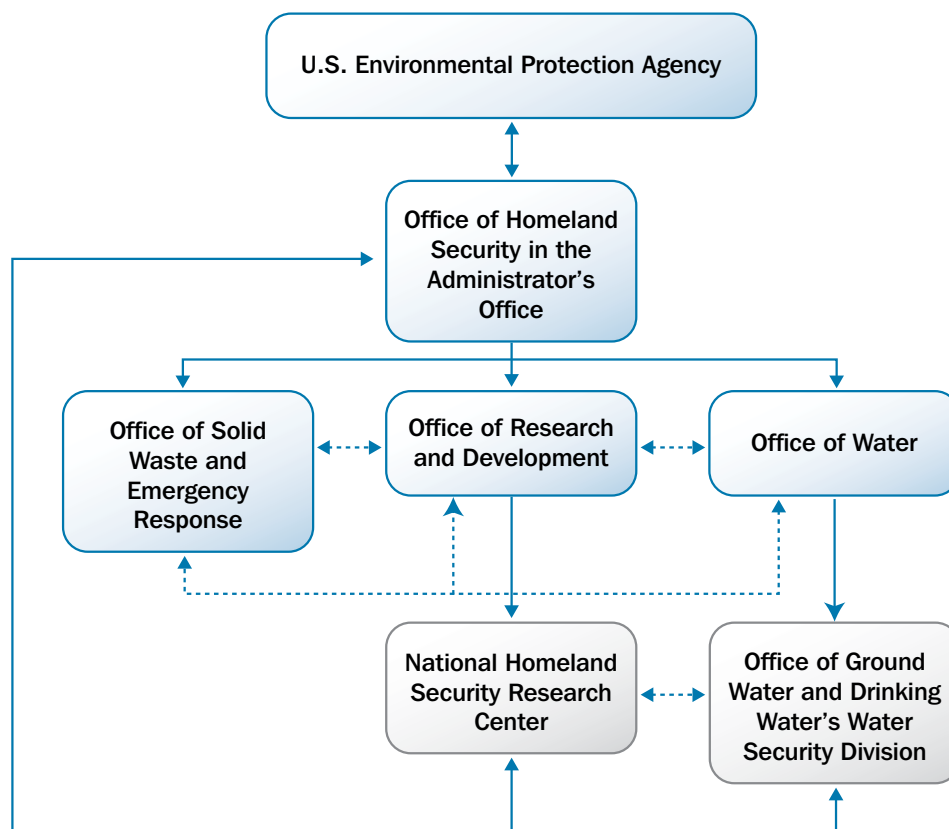 U.S. Environmental Protection Agency
Office of Homeland
Security in the
Administrator's
Office
Office of Solid
Waste and
Emergency
Response
Office of Research
and Development
Office of Water
National Homeland
Security Research
Center
Office of Ground
Water and Drinking
Water's Water
Security Division